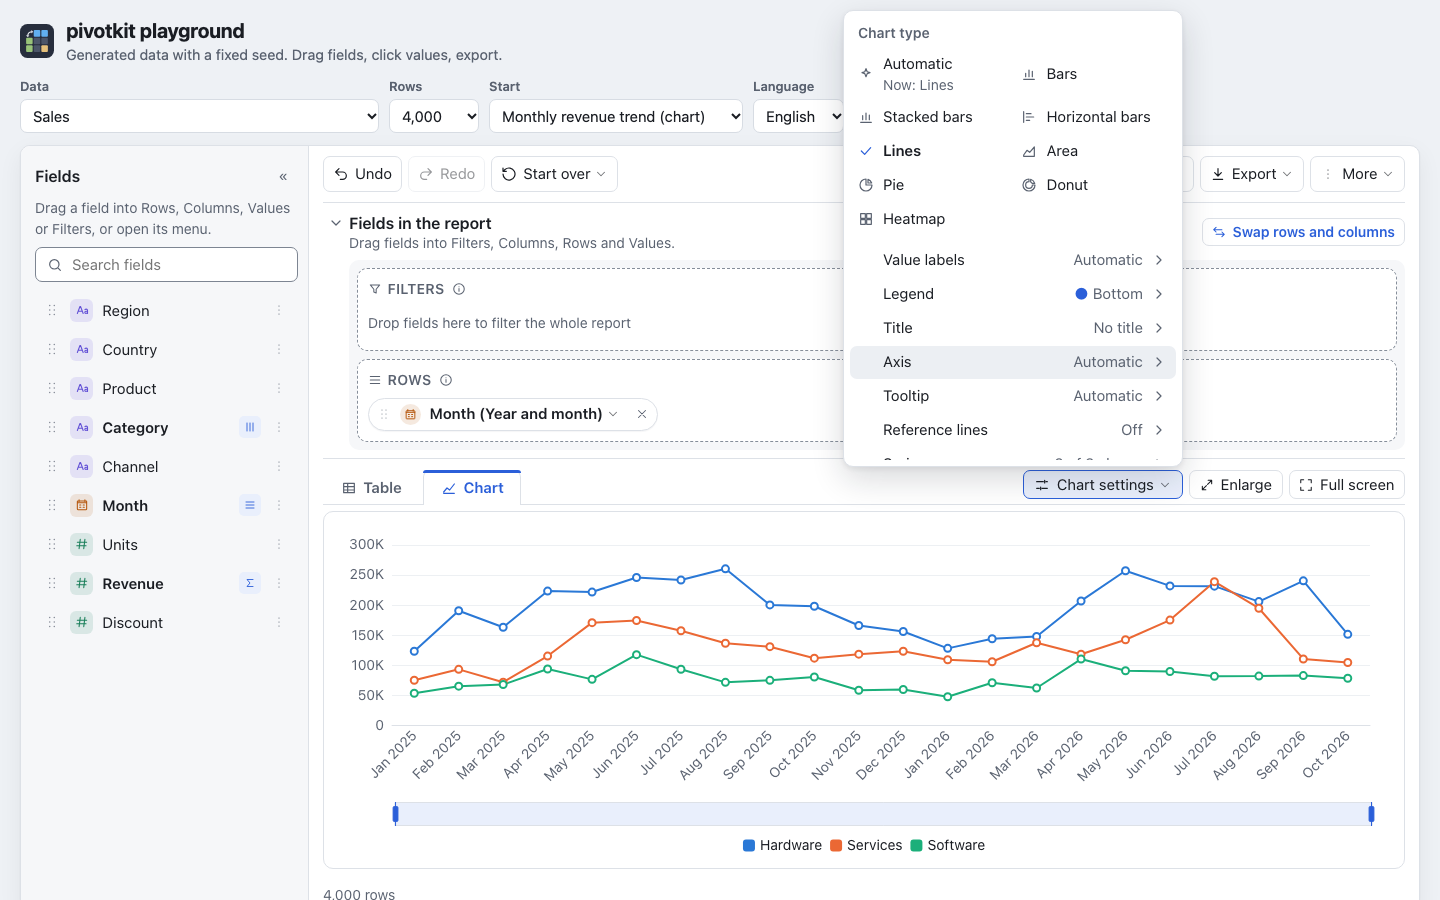 pivotkit playground
Generated data with a fixed seed. Drag fields, click values, export.
Data
Rows
Start
Language
Sales
4,000
Monthly revenue trend (chart)
English
Fields
«
Drag a field into Rows, Columns, Values
or Filters, or open its menu.
Search fields
Aa Region
Aa Country
Aa Product
Aa Category
Aa Channel
Month
# Units
# Revenue Σ
# Discount
Undo
Redo
Start over
Export
More
Fields in the report
Drag fields into Filters, Columns, Rows and Values.
Swap rows and columns
FILTERS
Drop fields here to filter the whole report
ROWS
Month (Year and month)
Chart type
Automatic
Now: Lines
Bars
Stacked bars
Horizontal bars
Lines
Area
Pie
Donut
Heatmap
Value labels Automatic
Legend Bottom
Title No title
Axis Automatic
Tooltip Automatic
Reference lines Off
Table
Chart
Chart settings
Enlarge
Full screen
300K
250K
200K
150K
100K
50K
0
Jan 2025
Feb 2025
Mar 2025
Apr 2025
May 2025
Jun 2025
Jul 2025
Aug 2025
Sep 2025
Oct 2025
Nov 2025
Dec 2025
Jan 2026
Feb 2026
Mar 2026
Apr 2026
May 2026
Jun 2026
Jul 2026
Aug 2026
Sep 2026
Oct 2026
Hardware Services Software
4,000 rows